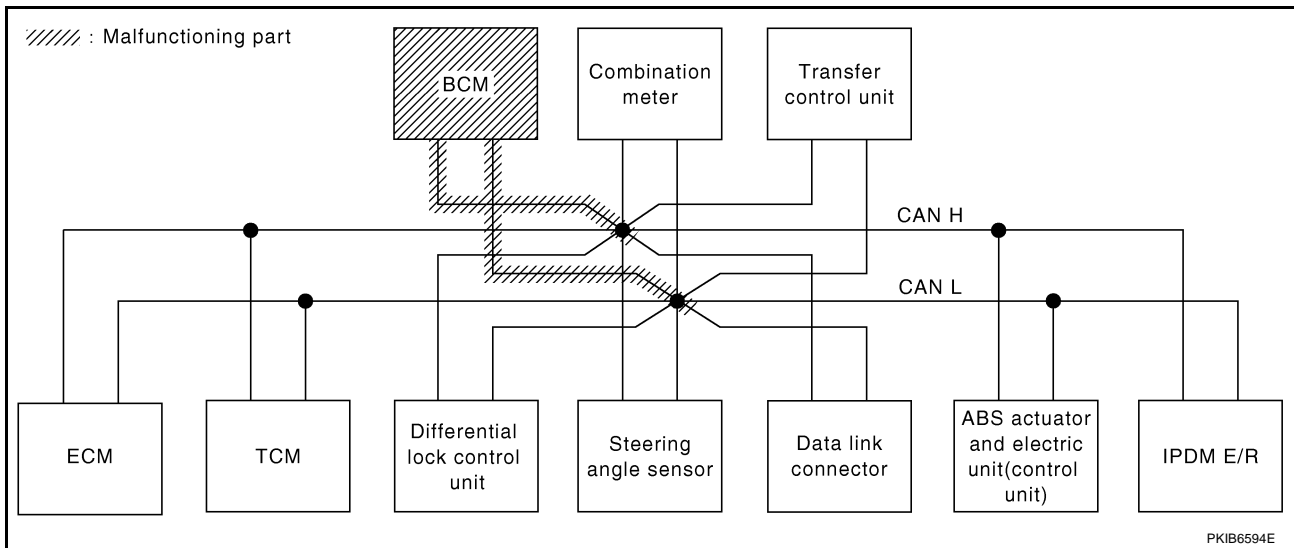 : Malfunctioning part
BCM
Combination
meter
Transfer
control unit
CAN H
CAN L
ECM
TCM
Differential
lock control
unit
Steering
angle sensor
Data link
connector
ABS actuator
and electric
unit(control
unit)
IPDM E/R
PKIB6594E